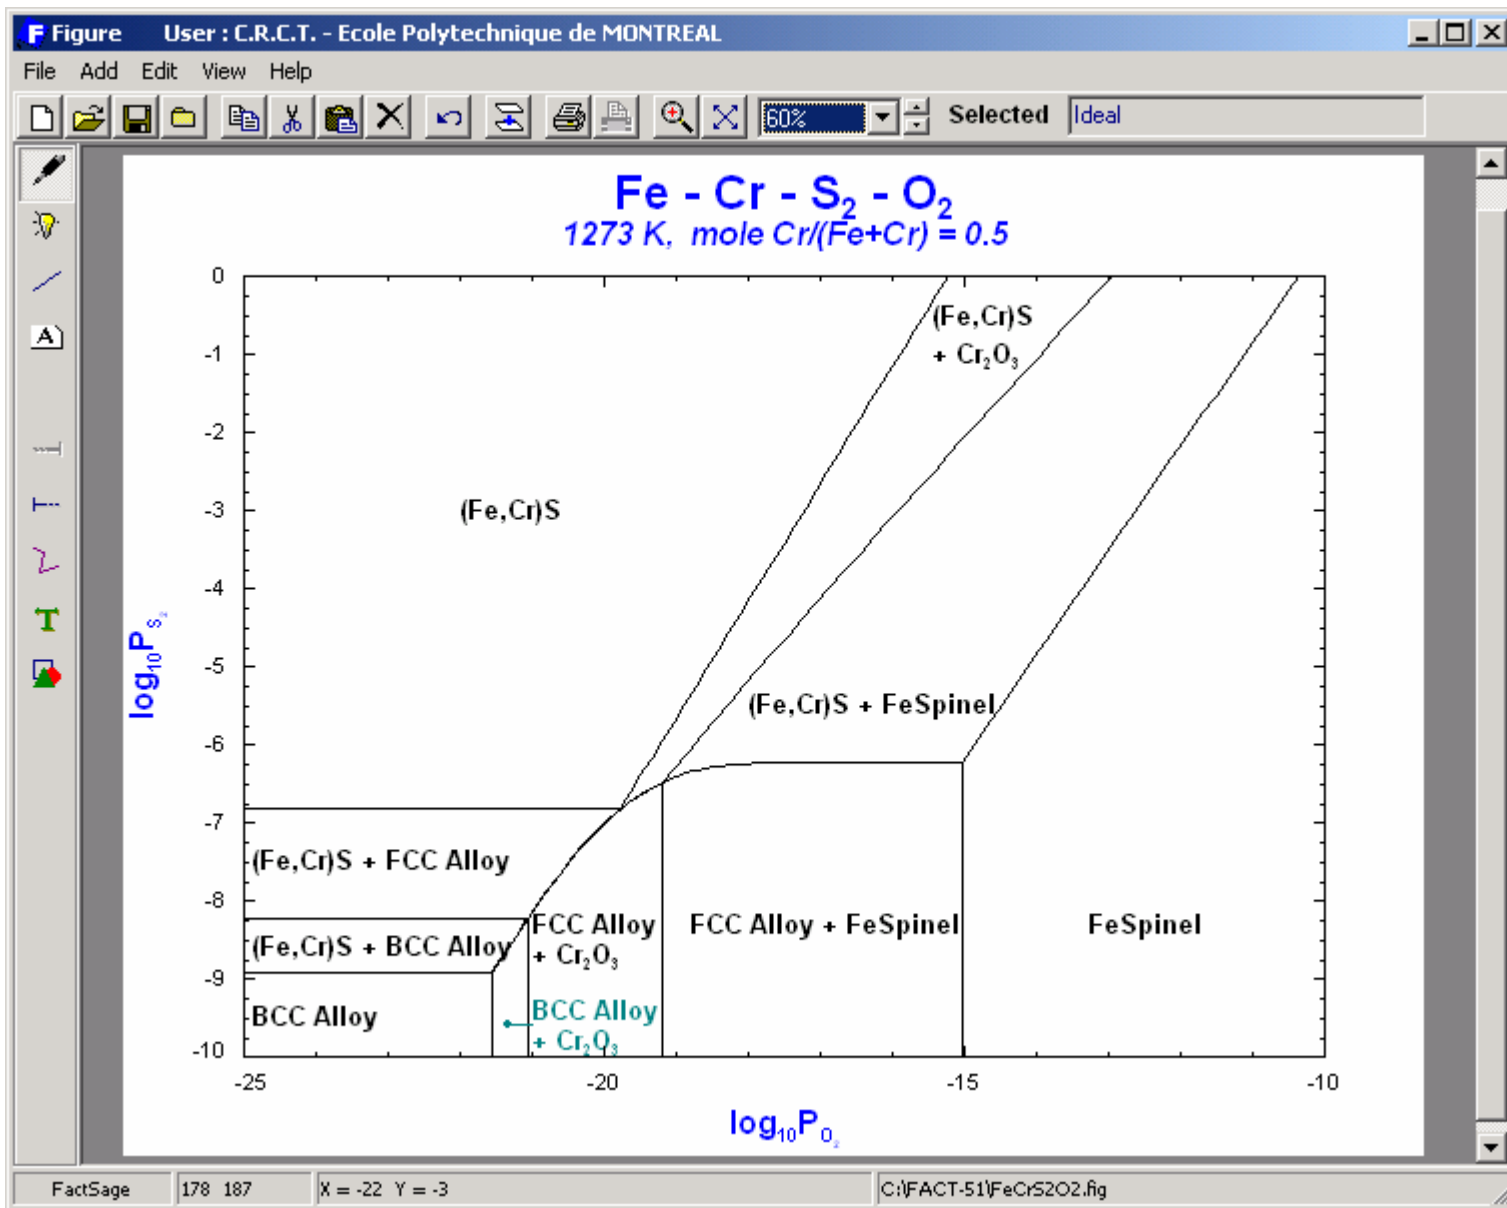 Figure User : C.R.C.T. - Ecole Polytechnique de MONTREAL
File Add Edit View Help
60% Selected Ideal
A
T
Fe - Cr - S₂ - O₂
1273 K, mole Cr/(Fe+Cr) = 0.5
0
-1
-2
-3
-4
-5
-6
-7
-8
-9
-10
log₁₀P_S₂
(Fe,Cr)S
+ Cr₂O₃
(Fe,Cr)S
(Fe,Cr)S + FeSpinel
(Fe,Cr)S + FCC Alloy
(Fe,Cr)S + BCC Alloy
BCC Alloy
FCC Alloy
+ Cr₂O₃
BCC Alloy
+ Cr₂O₃
FCC Alloy + FeSpinel
FeSpinel
-25 -20 -15 -10
log₁₀P_O₂
FactSage 178 187 X = -22 Y = -3 C:\FACT-51\FeCrS2O2.fig